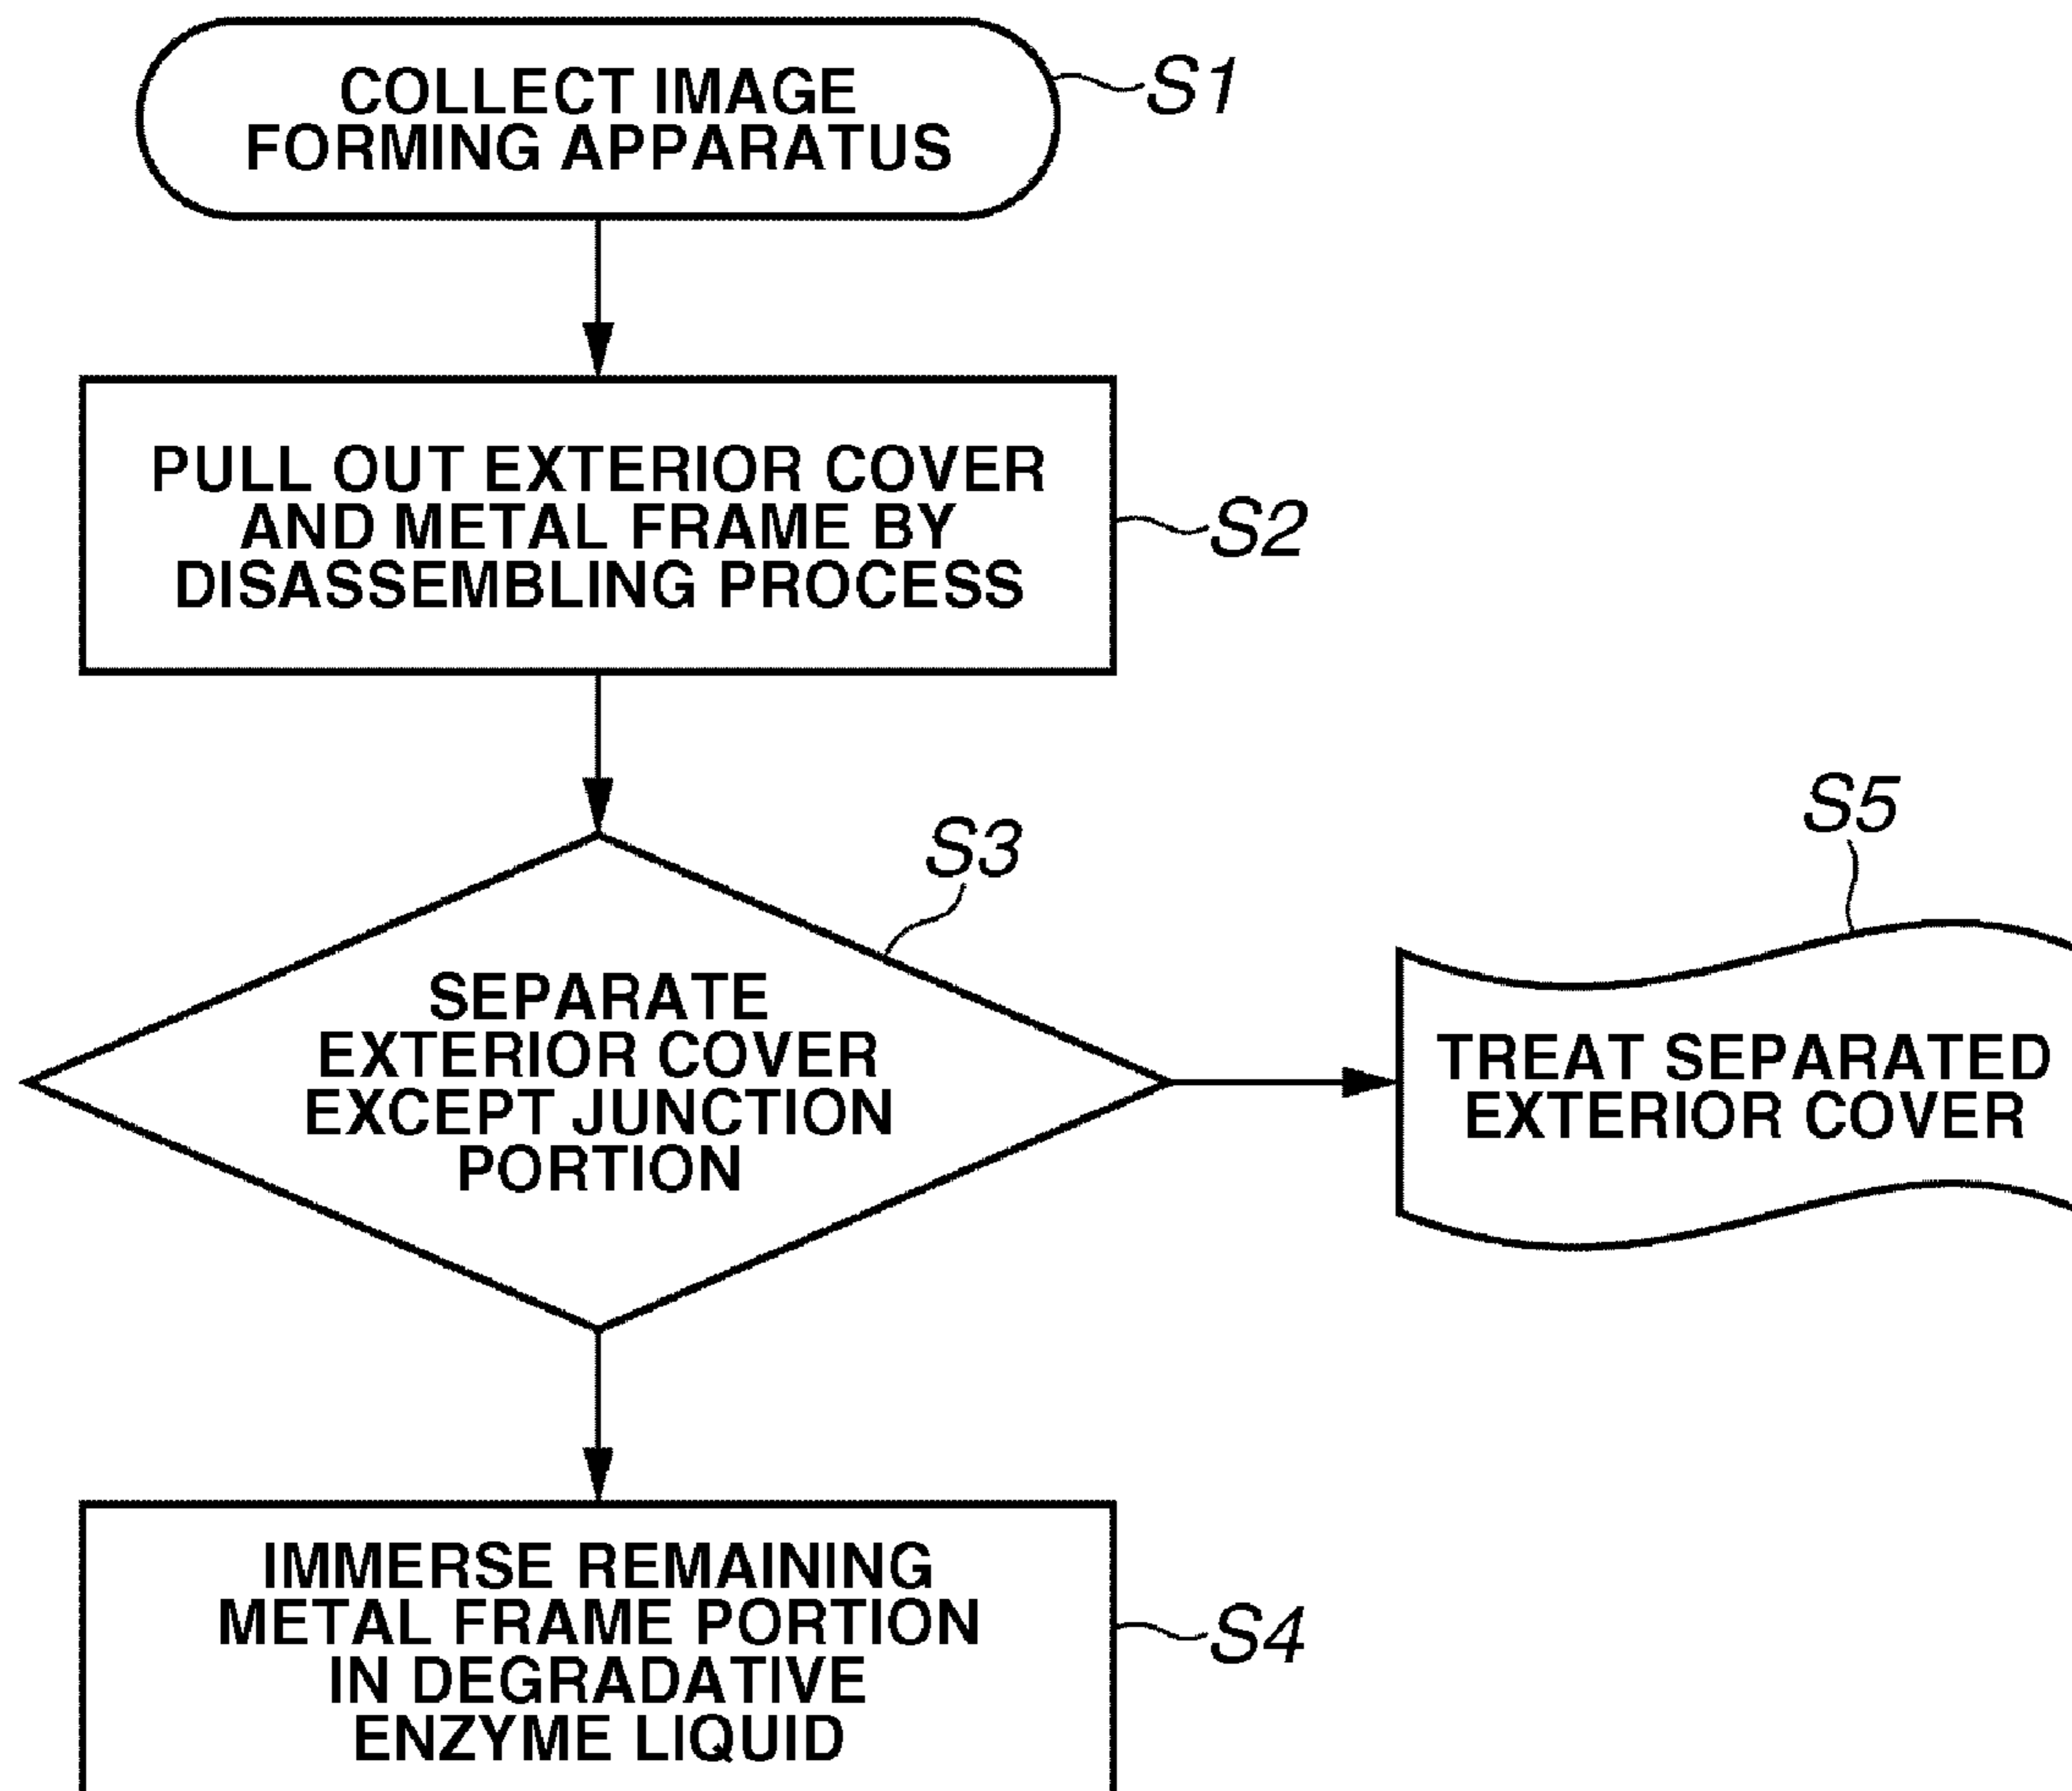 COLLECT IMAGE
FORMING APPARATUS
S1
PULL OUT EXTERIOR COVER
AND METAL FRAME BY
DISASSEMBLING PROCESS
S2
S3
SEPARATE
EXTERIOR COVER
EXCEPT JUNCTION
PORTION
S5
TREAT SEPARATED
EXTERIOR COVER
IMMERSE REMAINING
METAL FRAME PORTION
IN DEGRADATIVE
ENZYME LIQUID
S4